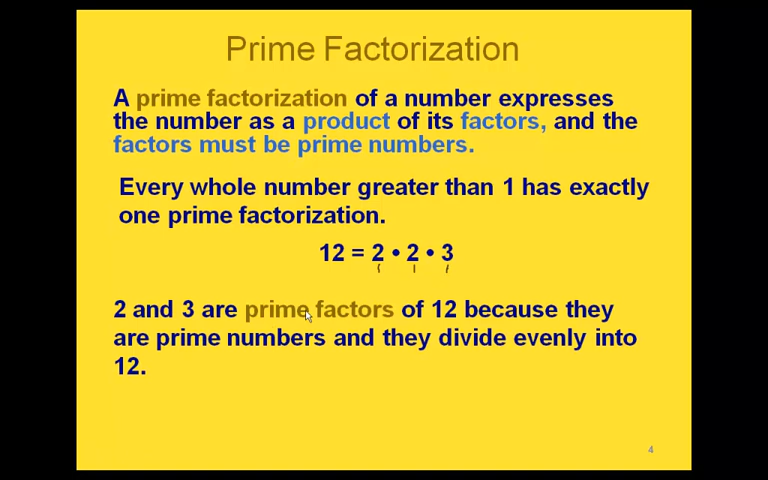 Prime Factorization
A prime factorization of a number expresses
the number as a product of its factors, and the
factors must be prime numbers.
Every whole number greater than 1 has exactly
one prime factorization.
12 = 2 • 2 • 3
2 and 3 are prime factors of 12 because they
are prime numbers and they divide evenly into
12.
4